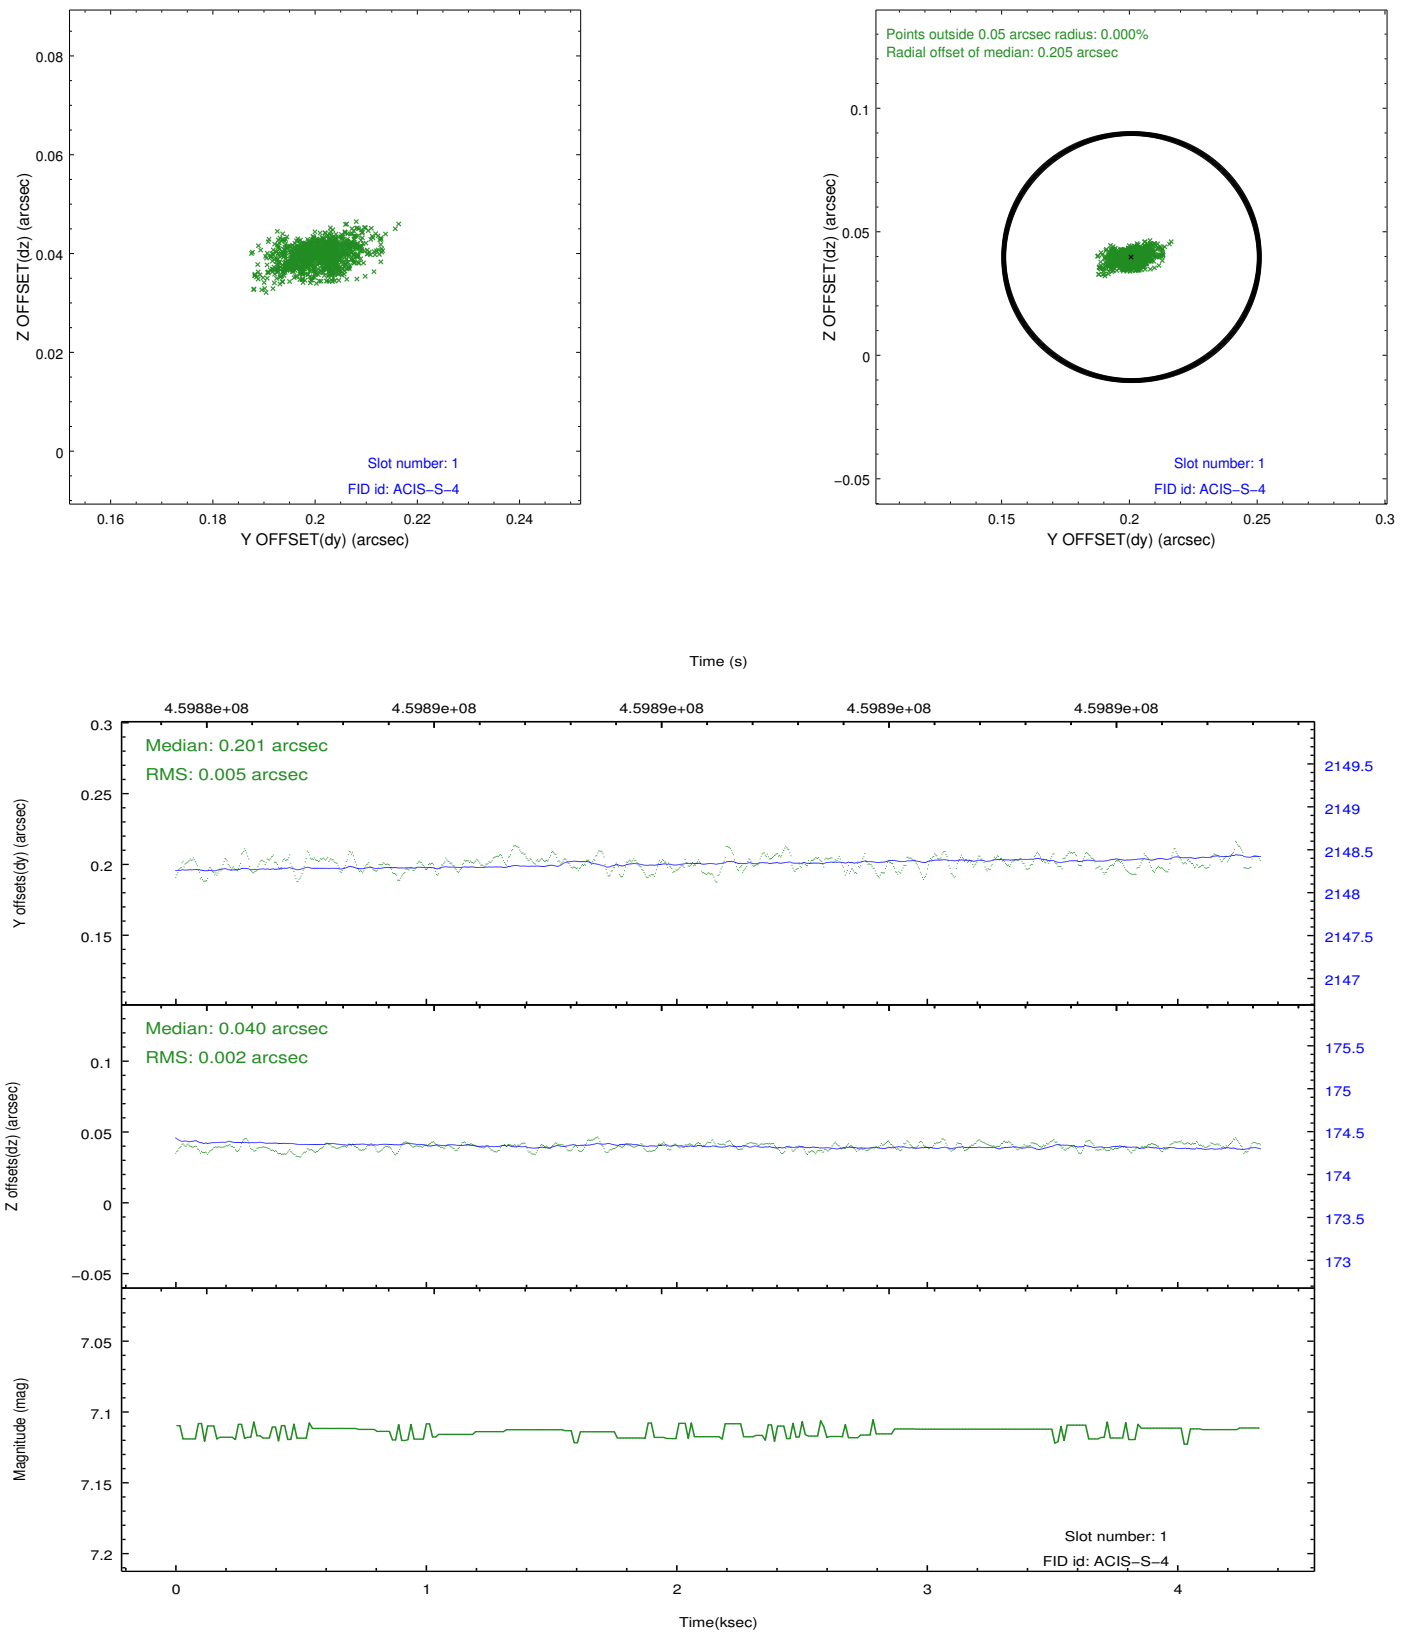 0.08
0.06
0.04
0.02
0
Z OFFSET(dz) (arcsec)
Slot number: 1
FID id: ACIS−S−4
0.16 0.18 0.2 0.22 0.24
Y OFFSET(dy) (arcsec)
Points outside 0.05 arcsec radius: 0.000%
Radial offset of median: 0.205 arcsec
0.1
0.05
0
−0.05
Z OFFSET(dz) (arcsec)
Slot number: 1
FID id: ACIS−S−4
0.15 0.2 0.25 0.3
Y OFFSET(dy) (arcsec)
Time (s)
4.5988e+08 4.5989e+08 4.5989e+08 4.5989e+08 4.5989e+08
Median: 0.201 arcsec
RMS: 0.005 arcsec
0.3
0.25
0.2
0.15
Y offsets(dy) (arcsec)
2149.5
2149
2148.5
2148
2147.5
2147
Median: 0.040 arcsec
RMS: 0.002 arcsec
0.1
0.05
0
−0.05
Z offsets(dz) (arcsec)
175.5
175
174.5
174
173.5
173
7.05
7.1
7.15
7.2
Magnitude (mag)
Slot number: 1
FID id: ACIS−S−4
0 1 2 3 4
Time(ksec)